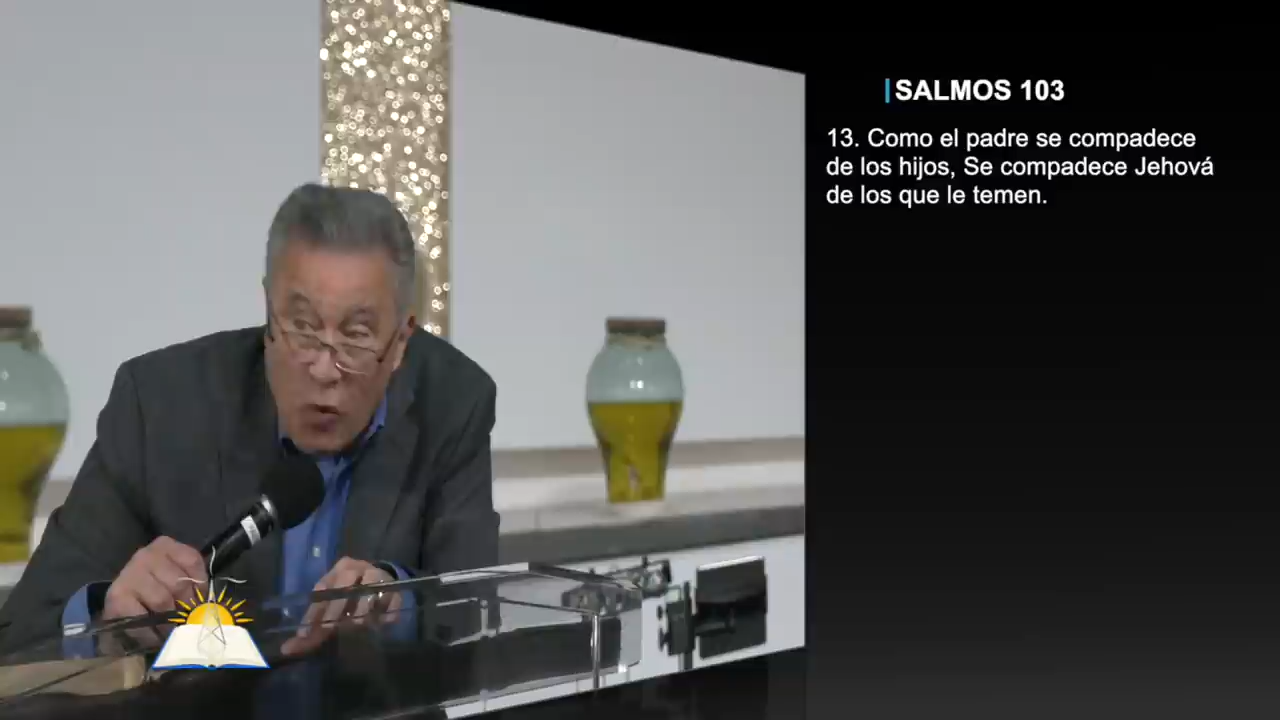 SALMOS 103
13. Como el padre se compadece
de los hijos, Se compadece Jehová
de los que le temen.